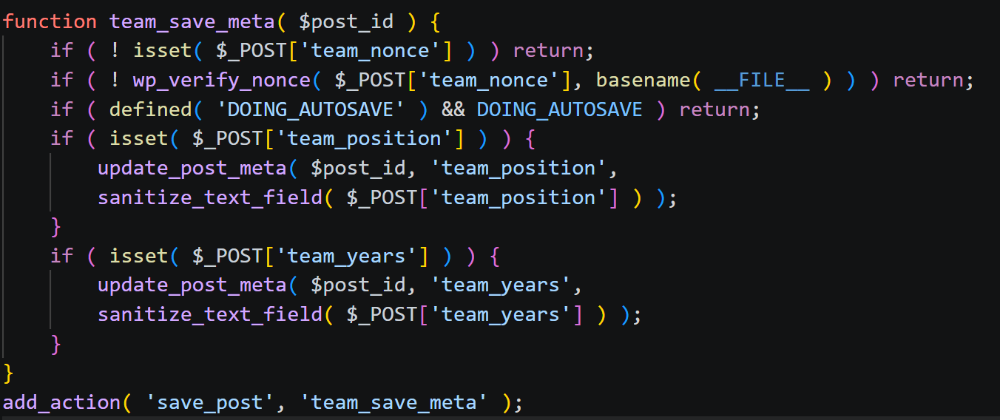 function team_save_meta( $post_id ) {
    if ( ! isset( $_POST['team_nonce'] ) ) return;
    if ( ! wp_verify_nonce( $_POST['team_nonce'], basename( __FILE__ ) ) ) return;
    if ( defined( 'DOING_AUTOSAVE' ) && DOING_AUTOSAVE ) return;
    if ( isset( $_POST['team_position'] ) ) {
        update_post_meta( $post_id, 'team_position',
        sanitize_text_field( $_POST['team_position'] ) );
    }
    if ( isset( $_POST['team_years'] ) ) {
        update_post_meta( $post_id, 'team_years',
        sanitize_text_field( $_POST['team_years'] ) );
    }
}
add_action( 'save_post', 'team_save_meta' );